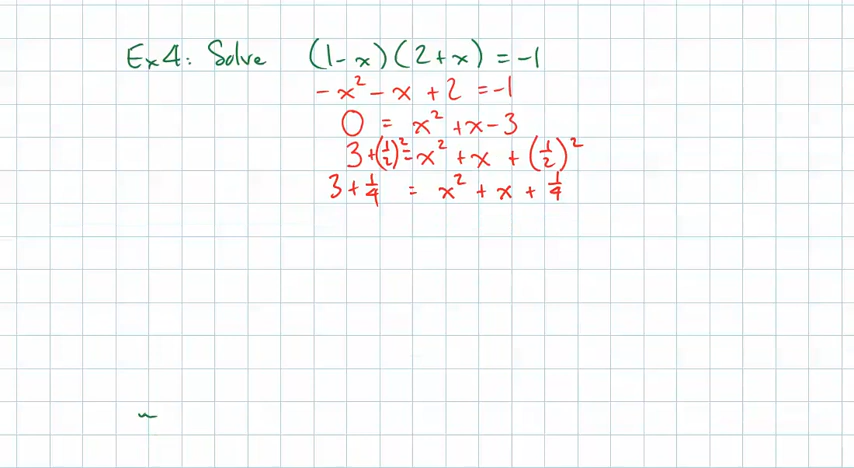 Ex4: Solve (1-x)(2+x) = -1
-x² - x + 2 = -1
0 = x² + x - 3
3 + (1/2)² = x² + x + (1/2)²
3 + 1/4 = x² + x + 1/4